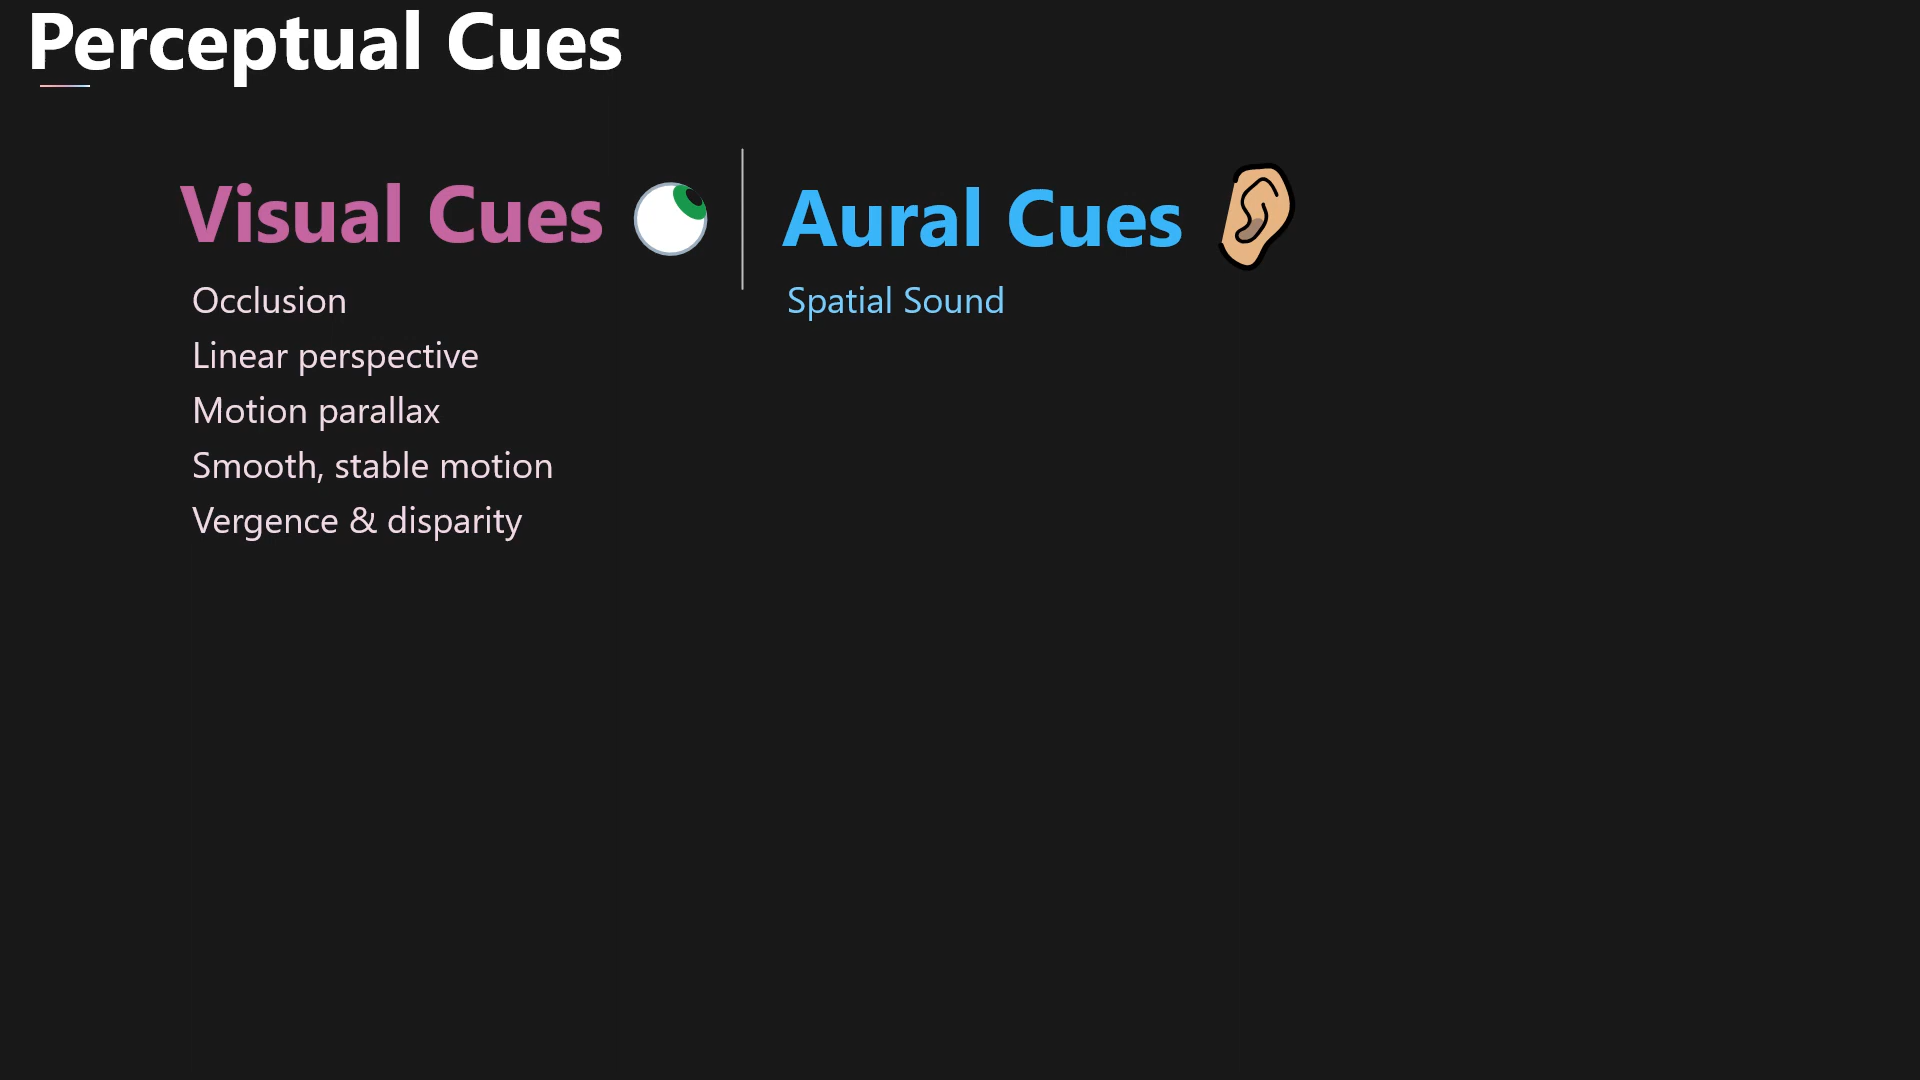 Perceptual Cues
Visual Cues
Occlusion
Linear perspective
Motion parallax
Smooth, stable motion
Vergence & disparity
Aural Cues
Spatial Sound